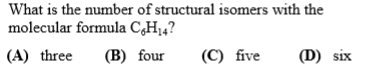 What is the number of structural isomers with the
molecular formula C₆H₁₄?
(A) three (B) four (C) five (D) six